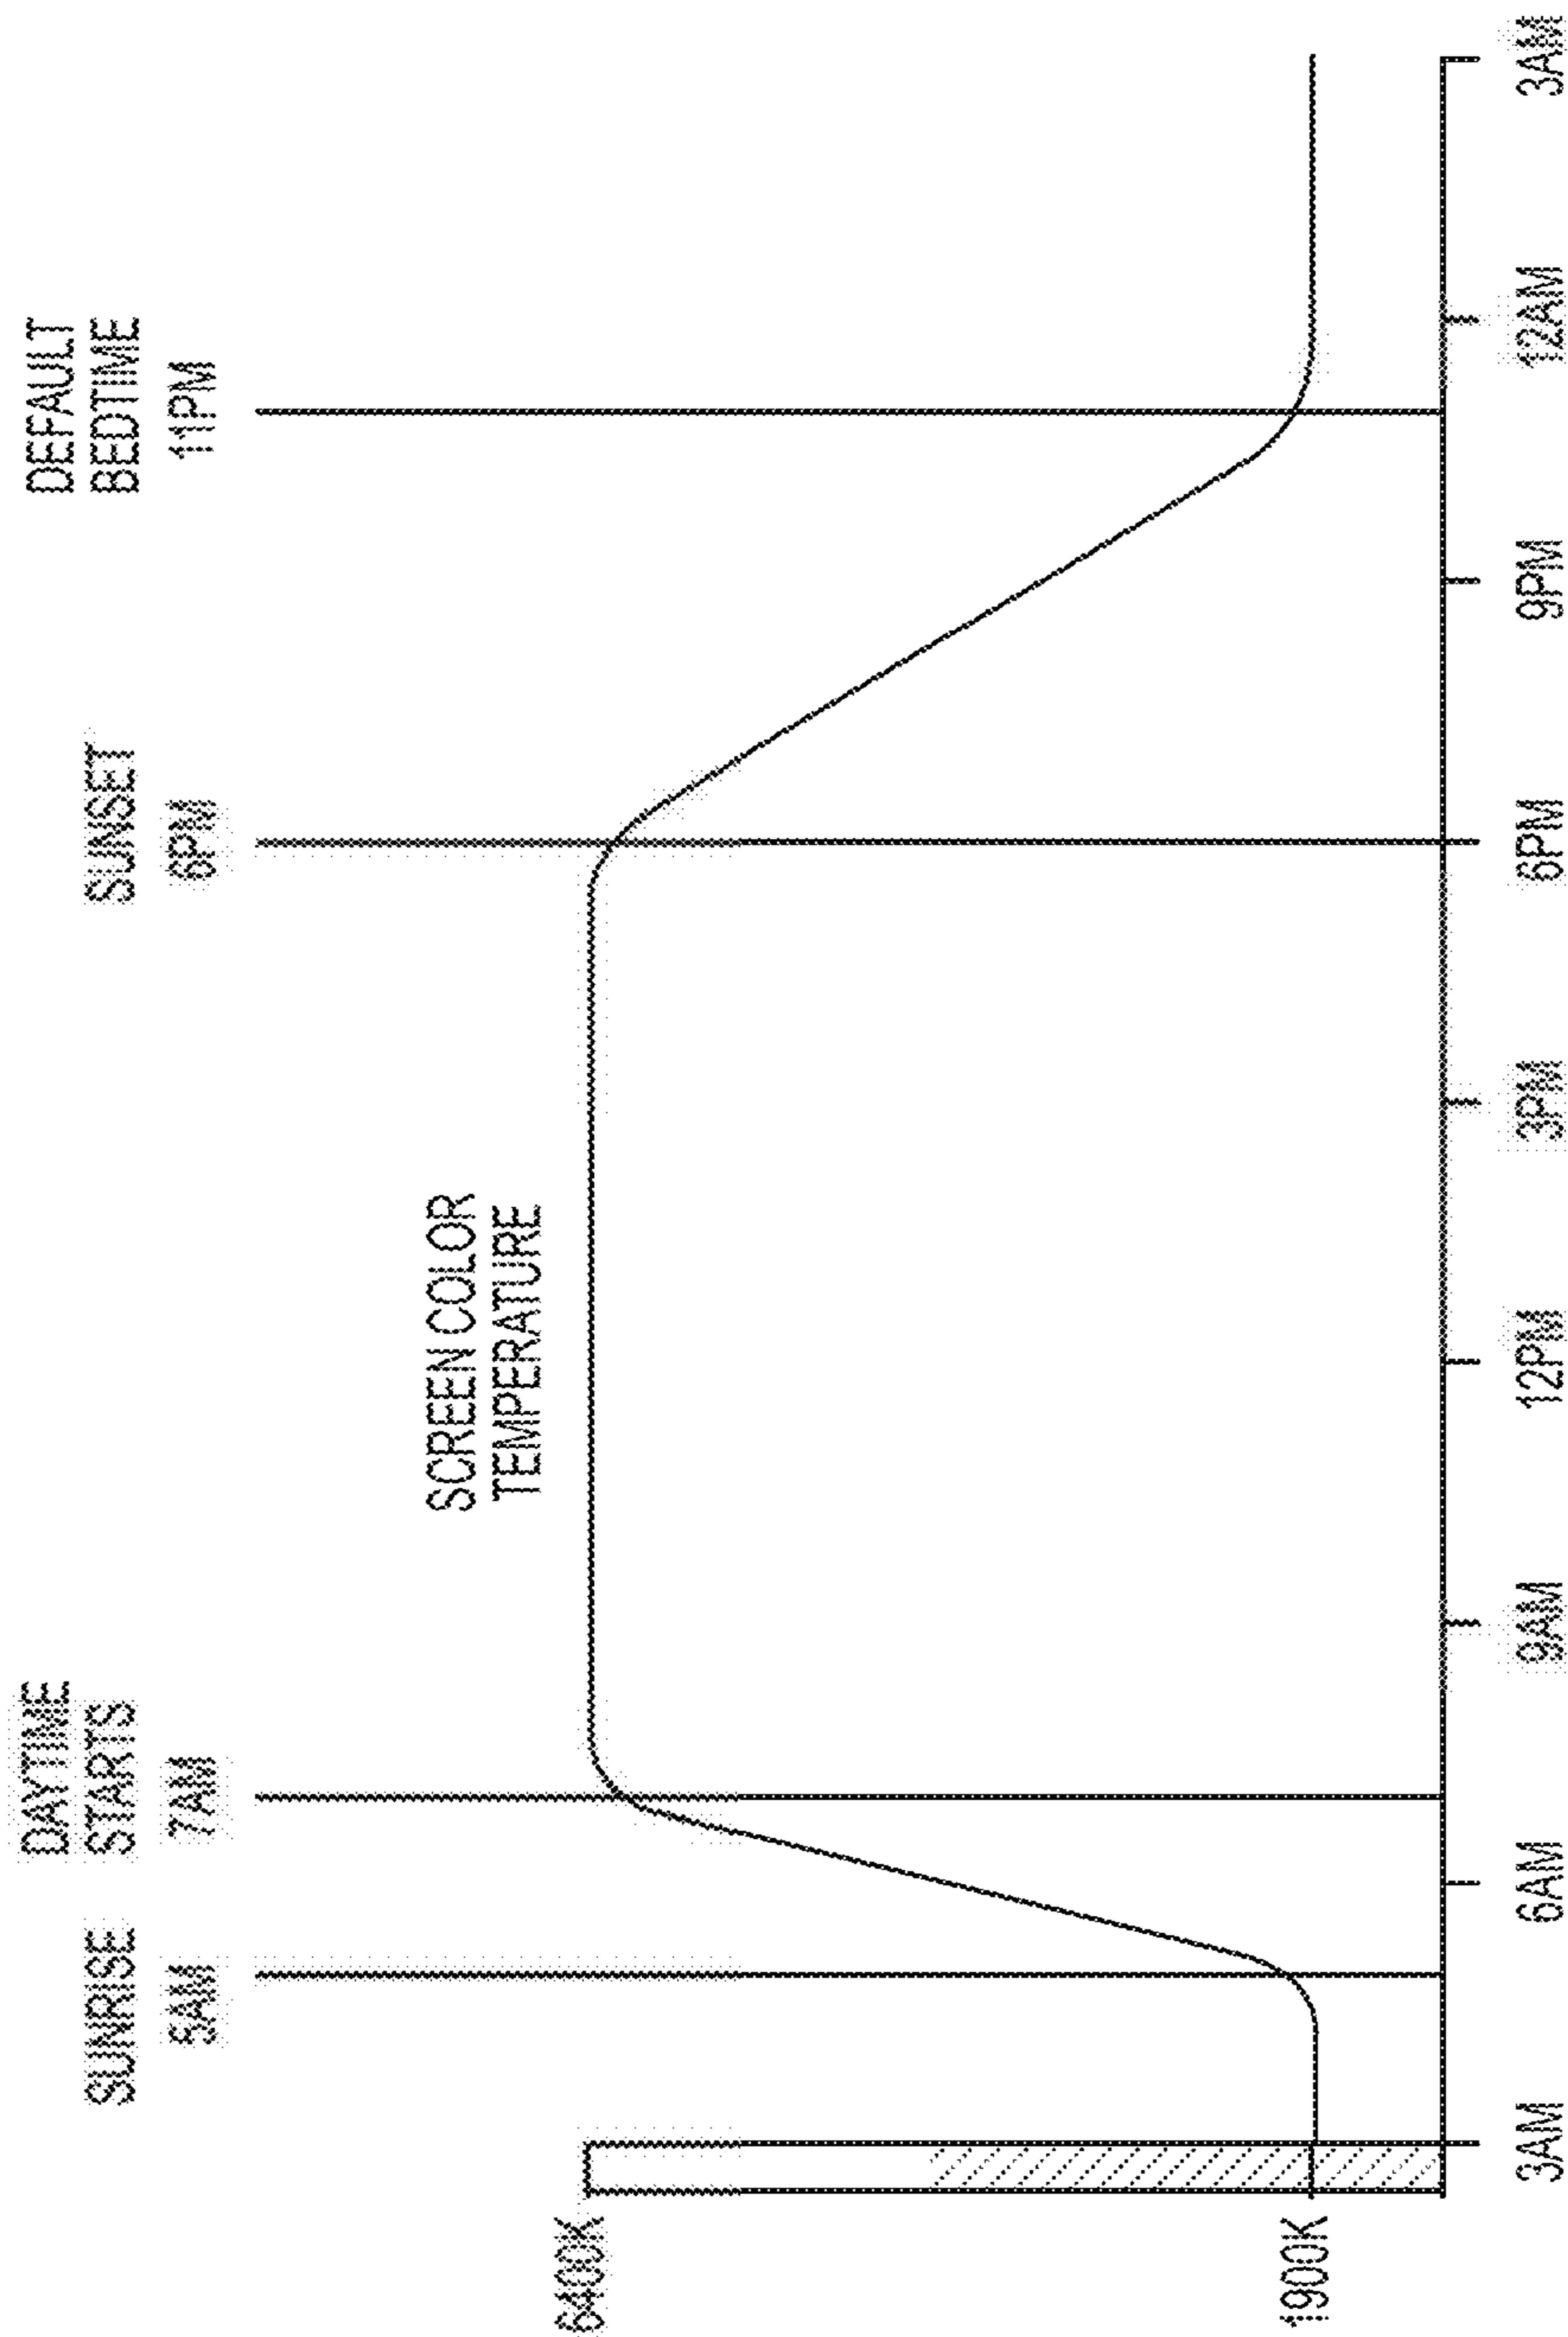 SUNRISE
5AM
DAYTIME
STARTS
7AM
SUNSET
6PM
DEFAULT
BEDTIME
11PM
SCREEN COLOR
TEMPERATURE
6400K
1900K
3AM
6AM
9AM
12PM
3PM
6PM
9PM
12AM
3AM